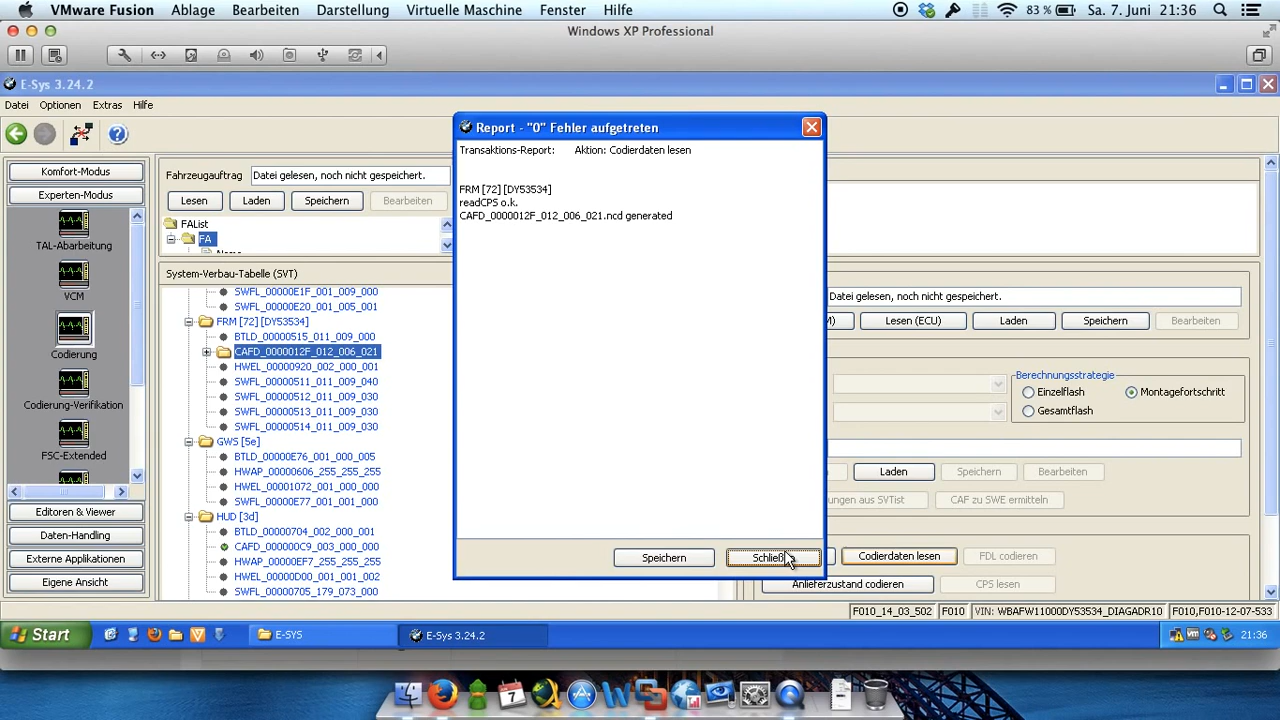 VMware Fusion Ablage Bearbeiten Darstellung Virtuelle Maschine Fenster Hilfe 83 % Sa. 7. Juni 21:36
Windows XP Professional
E-Sys 3.24.2
Datei Optionen Extras Hilfe
Komfort-Modus
Experten-Modus
TAL-Abarbeitung
VCM
Codierung
Codierung-Verifikation
FSC-Extended
Editoren & Viewer
Daten-Handling
Externe Applikationen
Eigene Ansicht
Fahrzeugauftrag Datei gelesen, noch nicht gespeichert.
Lesen Laden Speichern Bearbeiten
FAList
FA
System-Verbau-Tabelle (SVT)
SWFL_00000E1F_001_009_000
SWFL_00000E20_001_005_001
FRM [72] [DY53534]
BTLD_00000515_011_009_000
CAFD_0000012F_012_006_021
HWEL_00000920_002_000_001
SWFL_00000511_011_009_040
SWFL_00000512_011_009_030
SWFL_00000513_011_009_030
SWFL_00000514_011_009_030
GWS [5e]
BTLD_00000E76_001_000_005
HWAP_00000606_255_255_255
HWEL_00001072_001_000_000
SWFL_00000E77_001_001_000
HUD [3d]
BTLD_00000704_002_000_001
CAFD_000000C9_003_000_000
HWAP_00000EF7_255_255_255
HWEL_00000D00_001_001_002
SWFL_00000705_179_073_000
Report - "0" Fehler aufgetreten
Transaktions-Report: Aktion: Codierdaten lesen
FRM [72] [DY53534]
readCPS o.k.
CAFD_0000012F_012_006_021.ncd generated
Speichern
Datei gelesen, noch nicht gespeichert.
Lesen (ECU) Laden Speichern Bearbeiten
Berechnungsstrategie
Einzelflash Montagefortschritt
Gesamtflash
Laden Speichern Bearbeiten
ungen aus SVTist CAF zu SWE ermitteln
Codierdaten lesen FDL codieren
Anlieferzustand codieren CPS lesen
F010_14_03_502 F010 VIN: WBAFW11000DY53534_DIAGADR10 F010,F010-12-07-533
Start E-SYS E-Sys 3.24.2 21:36